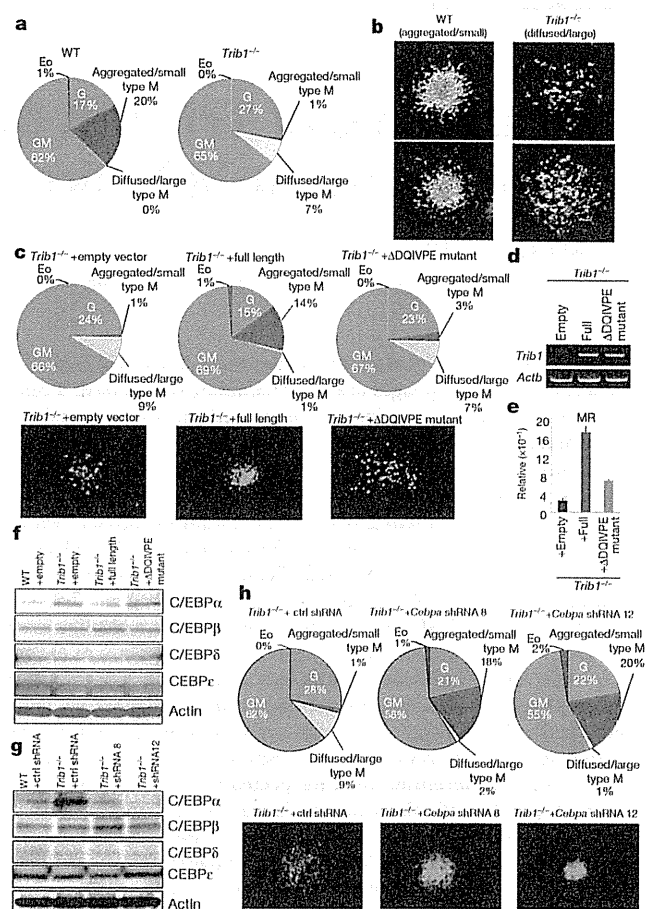 a
WT
Trib1–/–
Eo
1%
G
17%
Aggregated/small
type M
20%
GM
62%
Diffused/large
type M
0%
Eo
0%
G
27%
Aggregated/small
type M
1%
GM
65%
Diffused/large
type M
7%
b
WT
(aggregated/small)
Trib1–/–
(diffused/large)
c
Trib1–/–+empty vector
Eo
0%
G
24%
Aggregated/small
type M
1%
GM
66%
Diffused/large
type M
9%
Trib1–/–+full length
Eo
1%
G
15%
Aggregated/small
type M
14%
GM
69%
Diffused/large
type M
1%
Trib1–/–+ΔDQIVPE mutant
Eo
0%
G
23%
Aggregated/small
type M
3%
GM
67%
Diffused/large
type M
7%
Trib1–/–+empty vector
Trib1–/–+full length
Trib1–/–+ΔDQIVPE mutant
d
Trib1–/–
Empty
Full
ΔDQIVPE
mutant
Trib1
Actb
e
MR
Relative (×10–1)
20
16
12
8
4
0
+Empty
+Full
+ΔDQIVPE
mutant
Trib1–/–
f
WT
+empty
Trib1–/–
+empty
Trib1–/–
+full length
Trib1–/–
+ΔDQIVPE
mutant
C/EBPα
C/EBPβ
C/EBPδ
CEBPε
Actin
g
WT
+ctrl shRNA
Trib1–/–
+ctrl shRNA
Trib1–/–
+shRNA 8
Trib1–/–
+shRNA12
C/EBPα
C/EBPβ
C/EBPδ
CEBPε
Actin
h
Trib1–/–+ ctrl shRNA
Eo
0%
G
28%
Aggregated/small
type M
1%
GM
62%
Diffused/large
type M
9%
Trib1–/–+Cebpa shRNA 8
Eo
1%
G
21%
Aggregated/small
type M
18%
GM
58%
Diffused/large
type M
2%
Trib1–/–+Cebpa shRNA 12
Eo
2%
G
22%
Aggregated/small
type M
20%
GM
55%
Diffused/large
type M
1%
Trib1–/–+ctrl shRNA
Trib1–/–+Cebpa shRNA 8
Trib1–/–+Cebpa shRNA 12